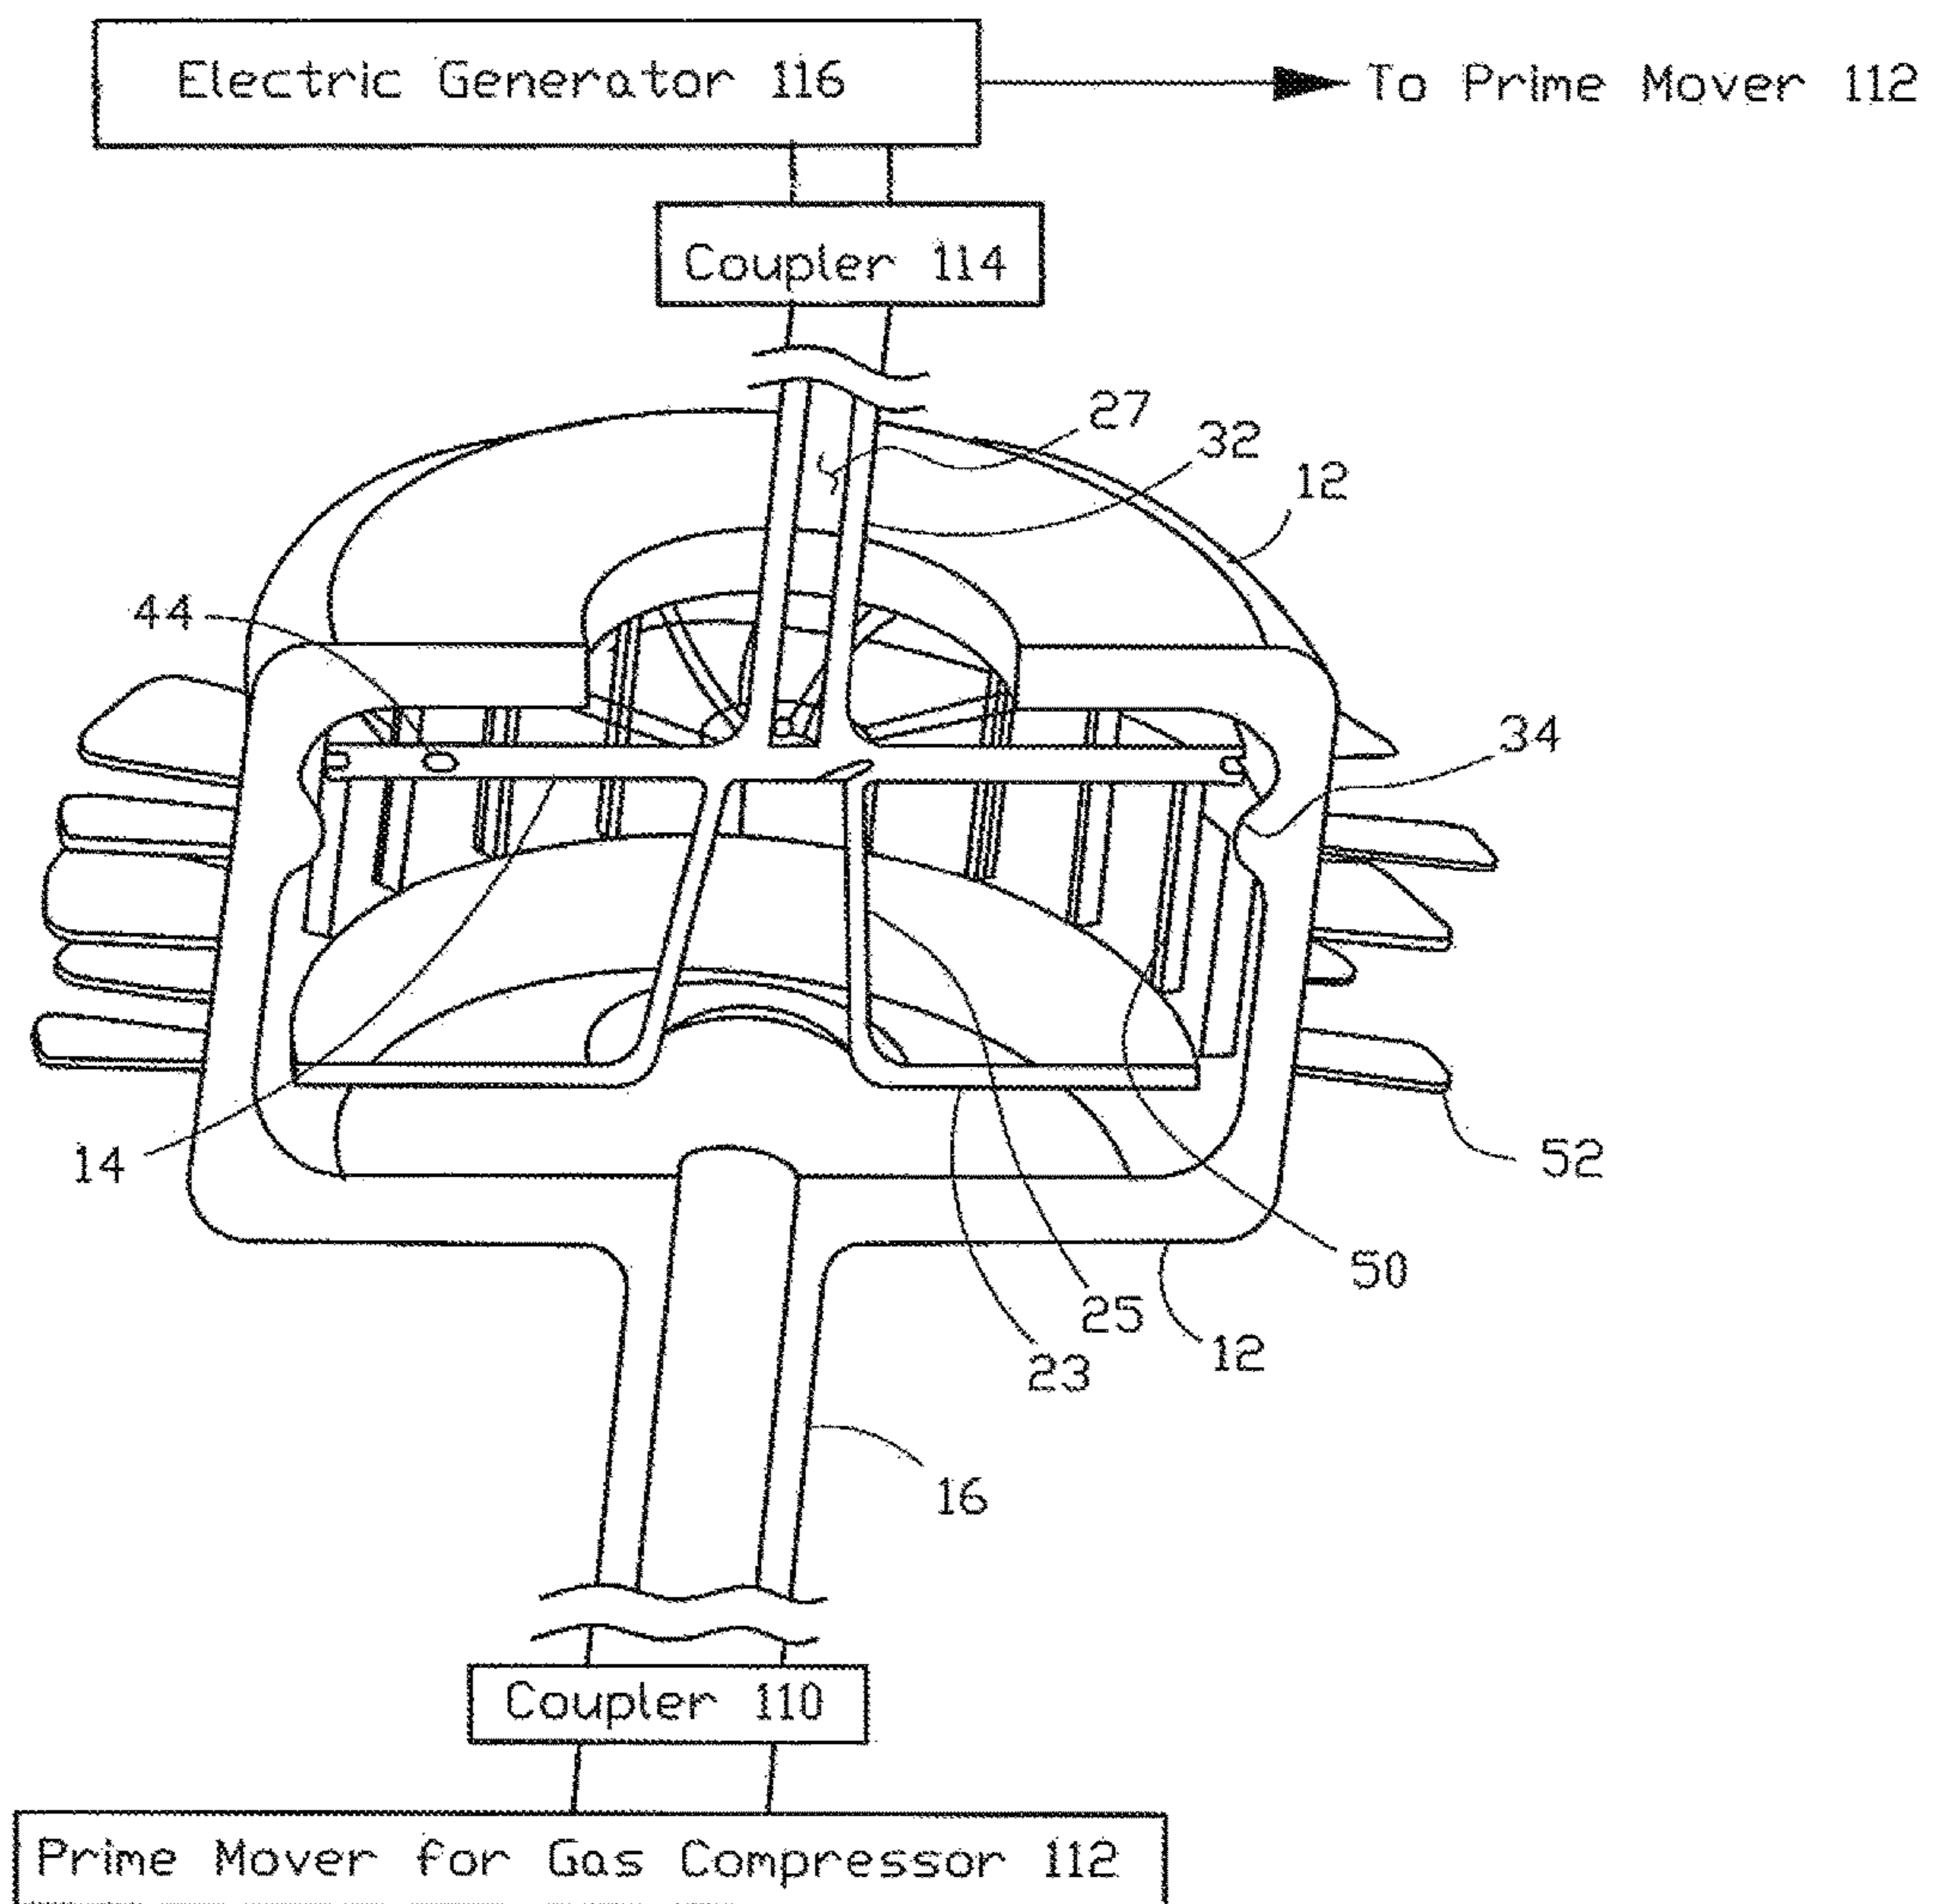 Electric Generator 116
To Prime Mover 112
Coupler 114
27
32
12
44
34
14
52
50
25
12
23
16
Coupler 110
Prime Mover for Gas Compressor 112